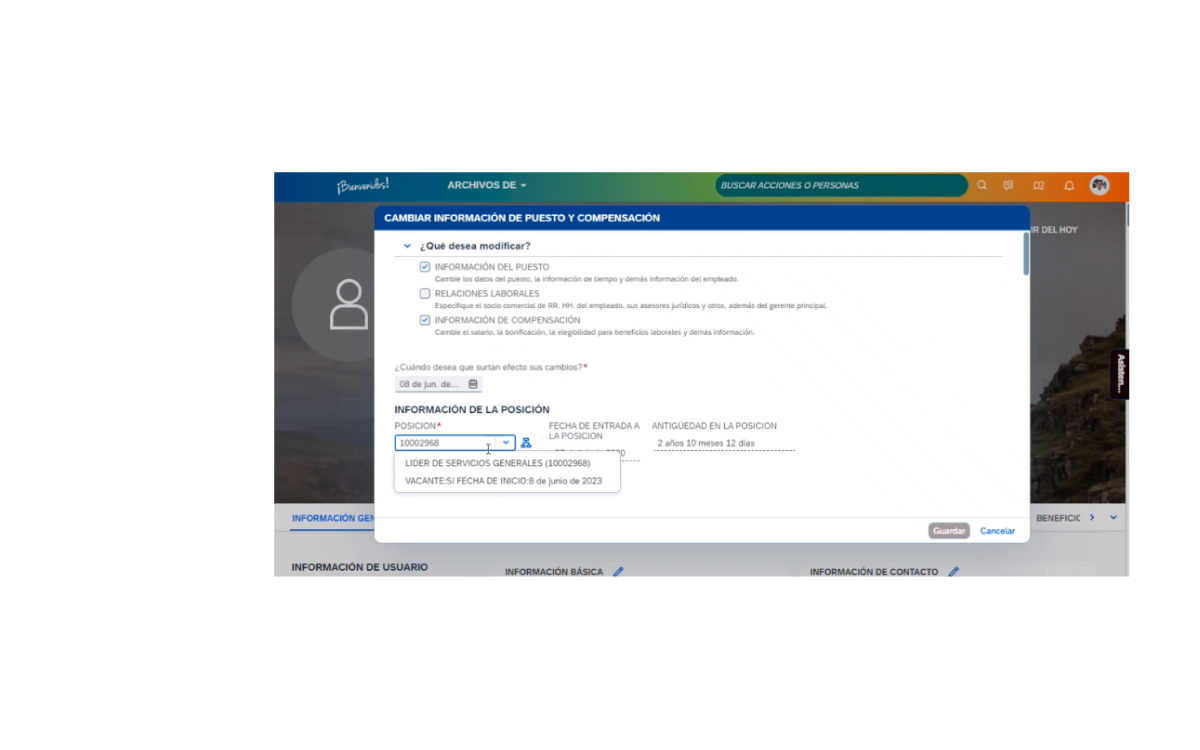 ¡Bienvenidos!
ARCHIVOS DE
BUSCAR ACCIONES O PERSONAS
CAMBIAR INFORMACIÓN DE PUESTO Y COMPENSACIÓN
IR DEL HOY
¿Qué desea modificar?
INFORMACIÓN DEL PUESTO
Cambie los datos del puesto, la información de tiempo y demás información del empleado.
RELACIONES LABORALES
Especifique el socio comercial de RR. HH. del empleado, sus asesores jurídicos y otros, además del gerente principal.
INFORMACIÓN DE COMPENSACIÓN
Cambie el salario, la bonificación, la elegibilidad para beneficios laborales y demás información.
Asisten...
¿Cuándo desea que surtan efecto sus cambios?*
08 de jun. de...
INFORMACIÓN DE LA POSICIÓN
POSICION*
FECHA DE ENTRADA A
LA POSICION
ANTIGÜEDAD EN LA POSICION
10002968
2 años 10 meses 12 días
LIDER DE SERVICIOS GENERALES (10002968)
VACANTE:Sí FECHA DE INICIO:8 de junio de 2023
INFORMACIÓN GEN
BENEFICIC
Guardar
Cancelar
INFORMACIÓN DE USUARIO
INFORMACIÓN BÁSICA
INFORMACIÓN DE CONTACTO